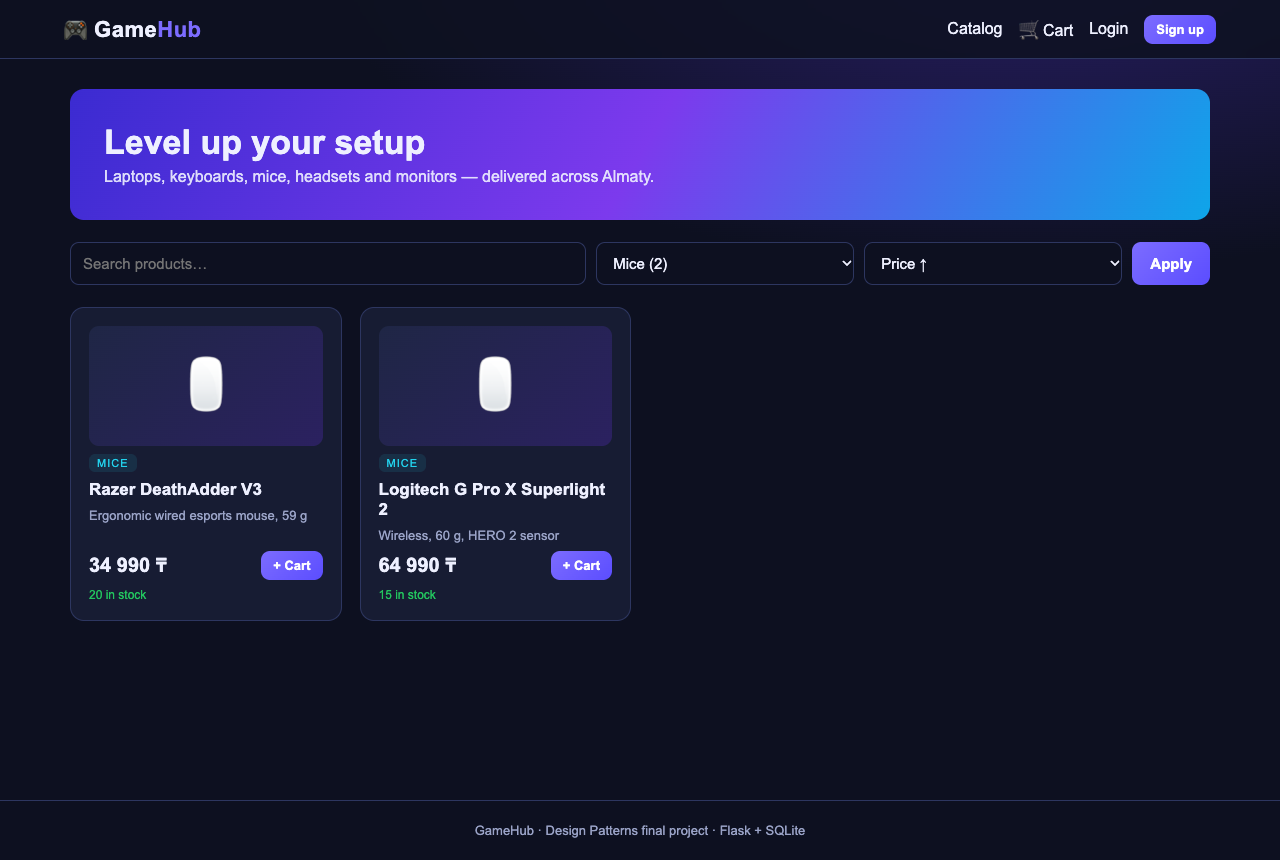 🎮 GameHub
Catalog 🛒 Cart Login Sign up
Level up your setup
Laptops, keyboards, mice, headsets and monitors — delivered across Almaty.
Search products…
Mice (2)
Price ↑
Apply
MICE
Razer DeathAdder V3
Ergonomic wired esports mouse, 59 g
34 990 ₸
+ Cart
20 in stock
MICE
Logitech G Pro X Superlight
2
Wireless, 60 g, HERO 2 sensor
64 990 ₸
+ Cart
15 in stock
GameHub · Design Patterns final project · Flask + SQLite